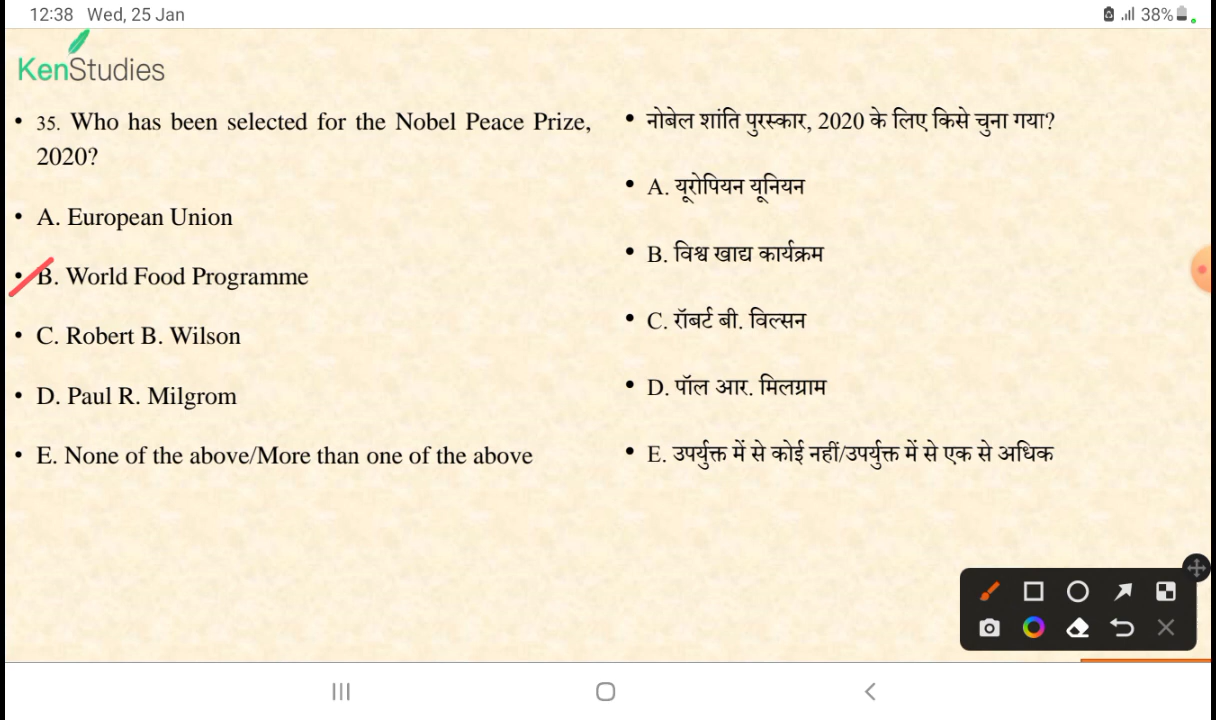 12:38 Wed, 25 Jan
38%
KenStudies
• 35. Who has been selected for the Nobel Peace Prize,
2020?
• A. European Union
• B. World Food Programme
• C. Robert B. Wilson
• D. Paul R. Milgrom
• E. None of the above/More than one of the above
• नोबेल शांति पुरस्कार, 2020 के लिए किसे चुना गया?
• A. यूरोपियन यूनियन
• B. विश्व खाद्य कार्यक्रम
• C. रॉबर्ट बी. विल्सन
• D. पॉल आर. मिलग्राम
• E. उपर्युक्त में से कोई नहीं/उपर्युक्त में से एक से अधिक